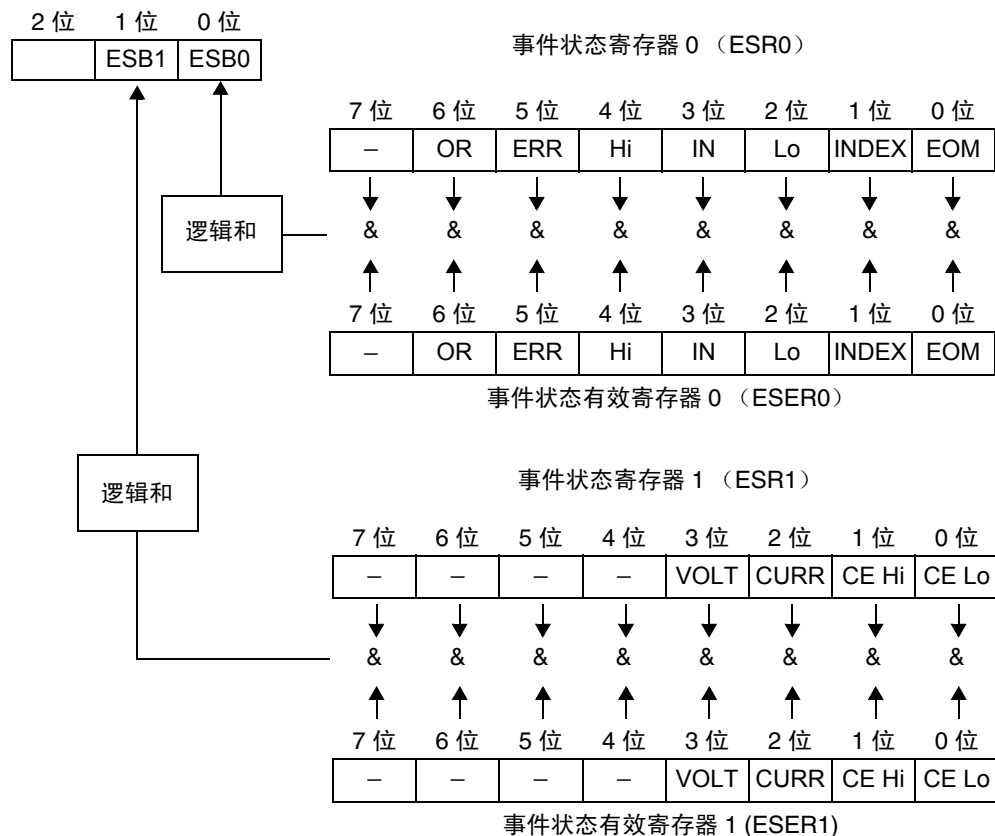 2 位 1 位 0 位
ESB1 ESB0
事件状态寄存器 0 （ESR0）
7 位 6 位 5 位 4 位 3 位 2 位 1 位 0 位
– OR ERR Hi IN Lo INDEX EOM
逻辑和
& & & & & & & &
7 位 6 位 5 位 4 位 3 位 2 位 1 位 0 位
– OR ERR Hi IN Lo INDEX EOM
事件状态有效寄存器 0 （ESER0）
逻辑和
事件状态寄存器 1 （ESR1）
7 位 6 位 5 位 4 位 3 位 2 位 1 位 0 位
– – – – VOLT CURR CE Hi CE Lo
& & & & & & & &
7 位 6 位 5 位 4 位 3 位 2 位 1 位 0 位
– – – – VOLT CURR CE Hi CE Lo
事件状态有效寄存器 1 (ESER1)